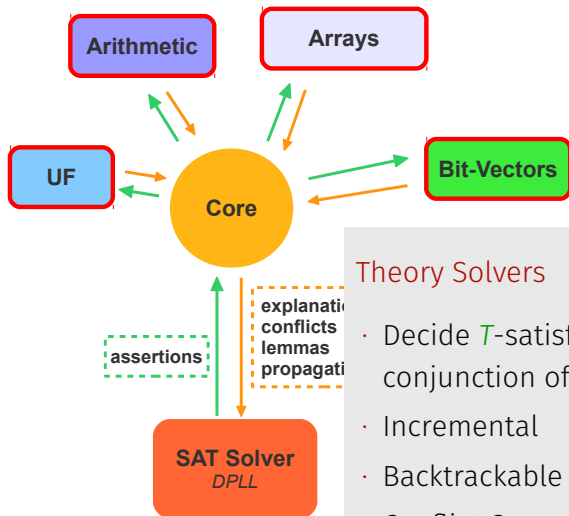 Arithmetic
Arrays
UF
Core
Bit-Vectors
assertions
conflicts
lemmas
SAT Solver
DPLL
Theory Solvers
· Decide T-
conjunction of
· Incremental
· Backtrackable